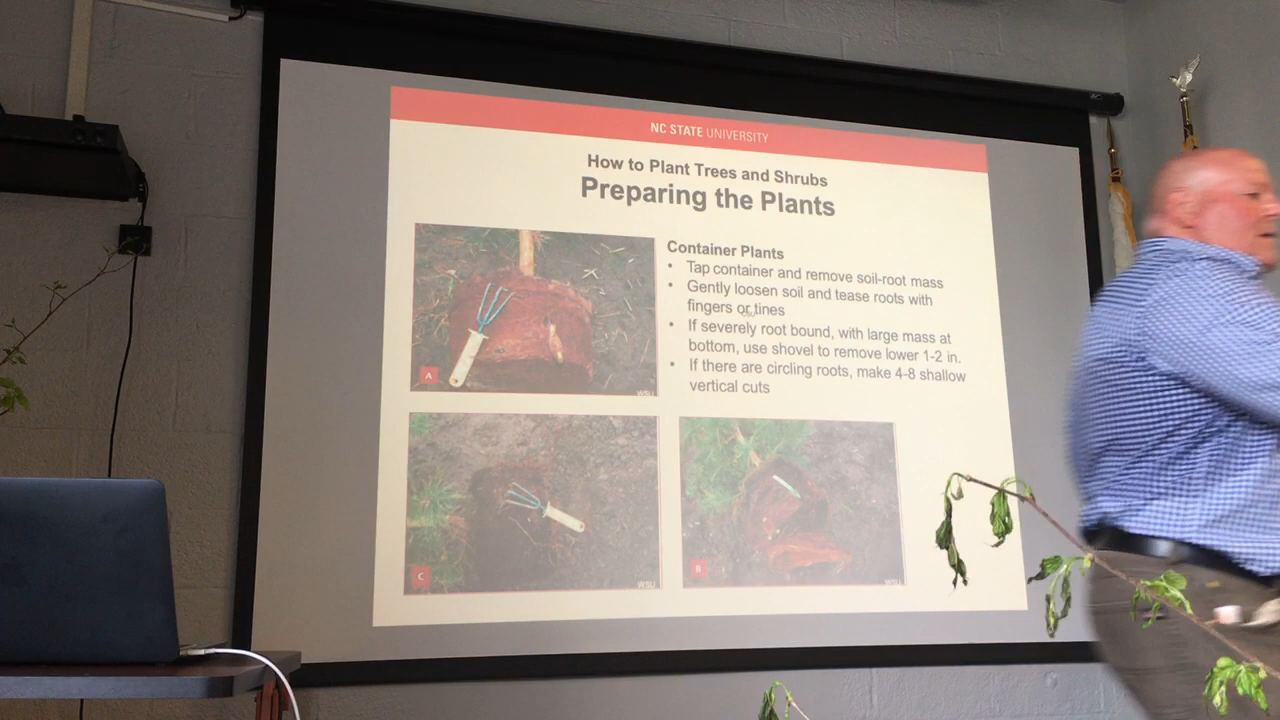 NC STATE UNIVERSITY
How to Plant Trees and Shrubs
Preparing the Plants
Container Plants
• Tap container and remove soil-root mass
• Gently loosen soil and tease roots with
fingers or tines
• If severely root bound, with large mass at
bottom, use shovel to remove lower 1-2 in.
• If there are circling roots, make 4-8 shallow
vertical cuts
A
WSU
C
WSU
B
WSU